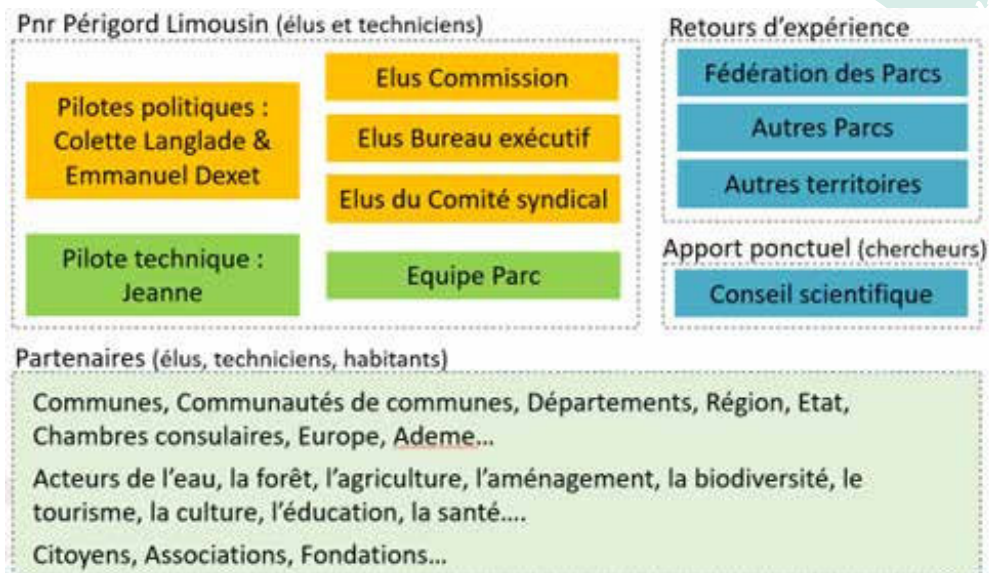 Pnr Périgord Limousin (élus et techniciens)
Pilotes politiques :
Colette Langlade &
Emmanuel Dexet
Elus Commission
Elus Bureau exécutif
Elus du Comité syndical
Pilote technique :
Jeanne
Equipe Parc
Retours d'expérience
Fédération des Parcs
Autres Parcs
Autres territoires
Apport ponctuel (chercheurs)
Conseil scientifique
Partenaires (élus, techniciens, habitants)
Communes, Communautés de communes, Départements, Région, Etat,
Chambres consulaires, Europe, Ademe...
Acteurs de l'eau, la forêt, l'agriculture, l'aménagement, la biodiversité, le
tourisme, la culture, l'éducation, la santé....
Citoyens, Associations, Fondations...